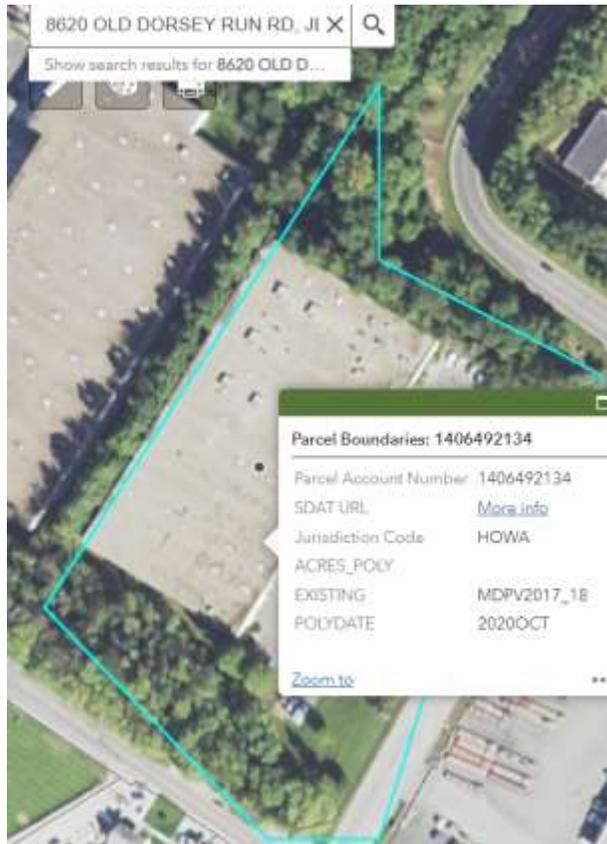 8620 OLD DORSEY RUN RD, JE
Show search results for 8620 OLD D...
Parcel Boundaries: 1406492134
Parcel Account Number 1406492134
SDAT URL More info
Jurisdiction Code HOWA
ACRES_POLY
EXISTING MDPV2017_18
POLYDATE 2020OCT
Zoom to